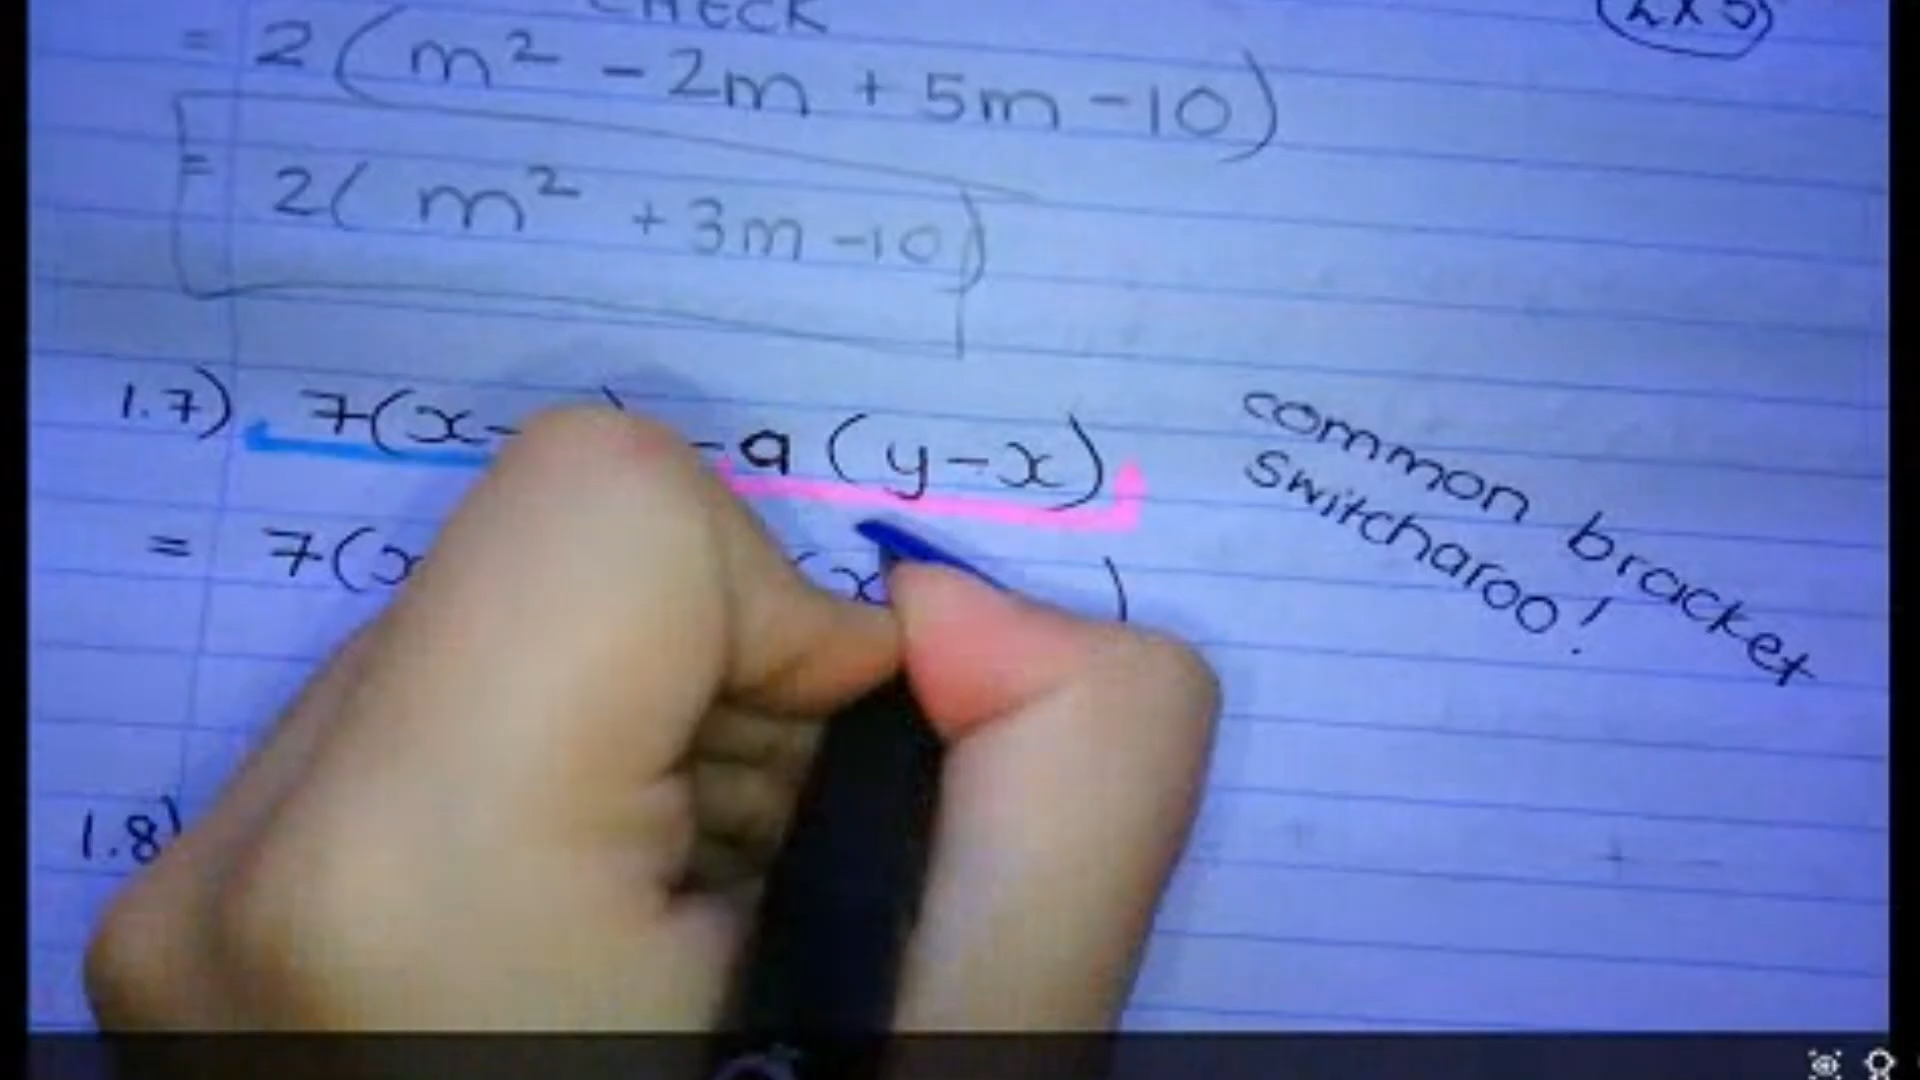 CHECK
2x5
= 2(m² - 2m + 5m - 10)
= 2(m² + 3m - 10)
1.7) 7(x- ) -a(y-x)
common bracket
switcharoo!
= 7(x (x )
1.8)